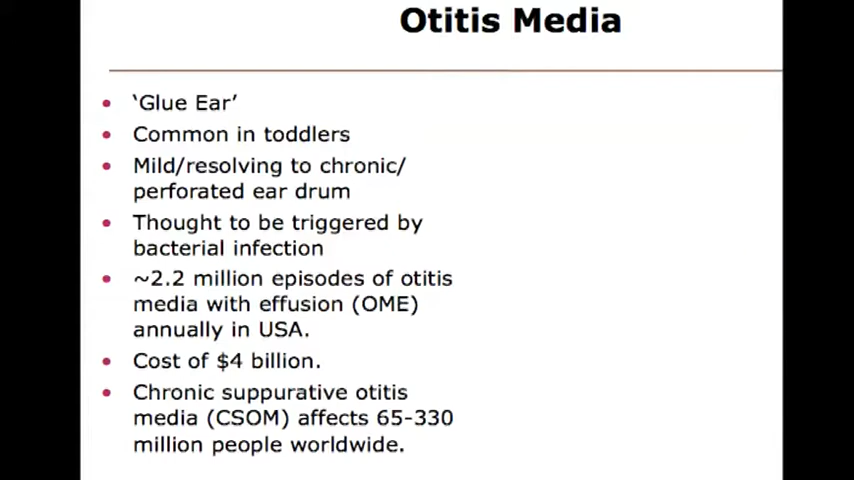 Otitis Media
• ‘Glue Ear’
• Common in toddlers
• Mild/resolving to chronic/
perforated ear drum
• Thought to be triggered by
bacterial infection
• ~2.2 million episodes of otitis
media with effusion (OME)
annually in USA.
• Cost of $4 billion.
• Chronic suppurative otitis
media (CSOM) affects 65-330
million people worldwide.